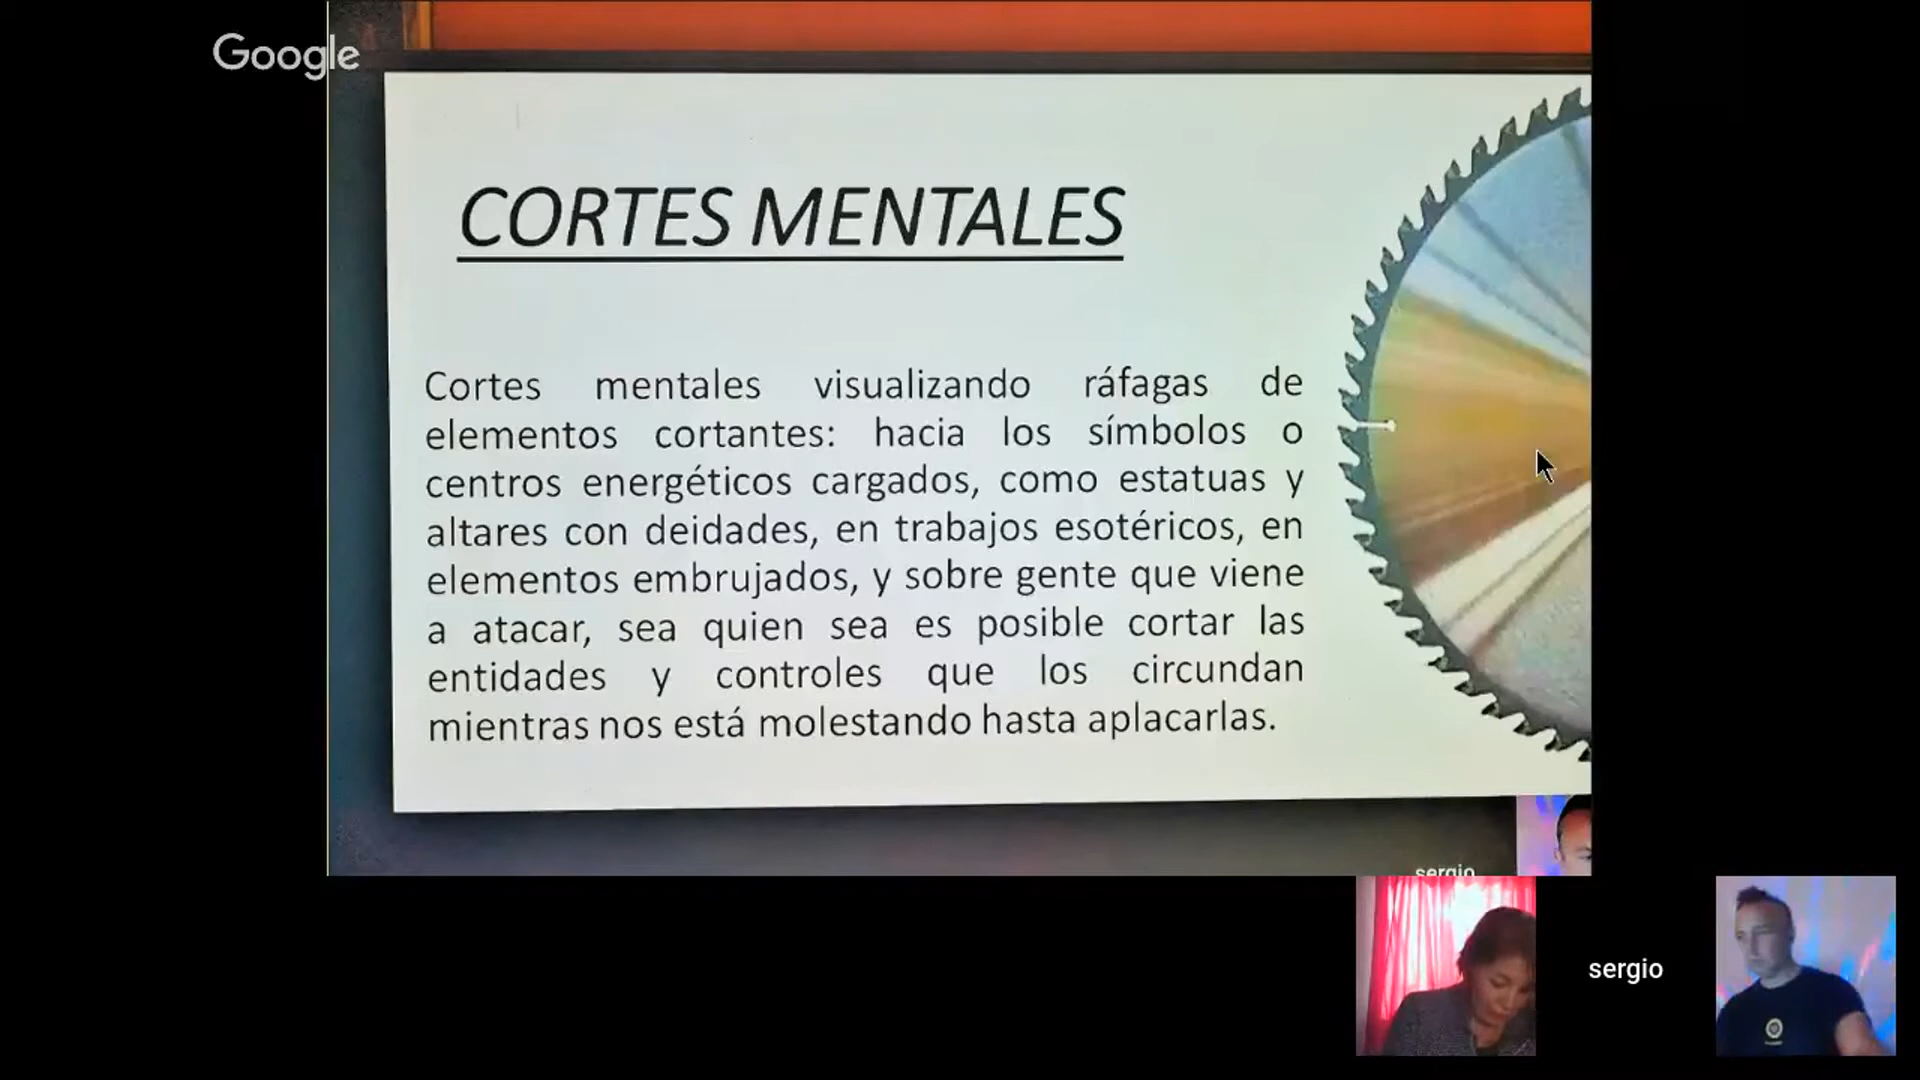 Google
CORTES MENTALES
Cortes mentales visualizando ráfagas de
elementos cortantes: hacia los símbolos o
centros energéticos cargados, como estatuas y
altares con deidades, en trabajos esotéricos, en
elementos embrujados, y sobre gente que viene
a atacar, sea quien sea es posible cortar las
entidades y controles que los circundan
mientras nos está molestando hasta aplacarlas.
sergio
sergio